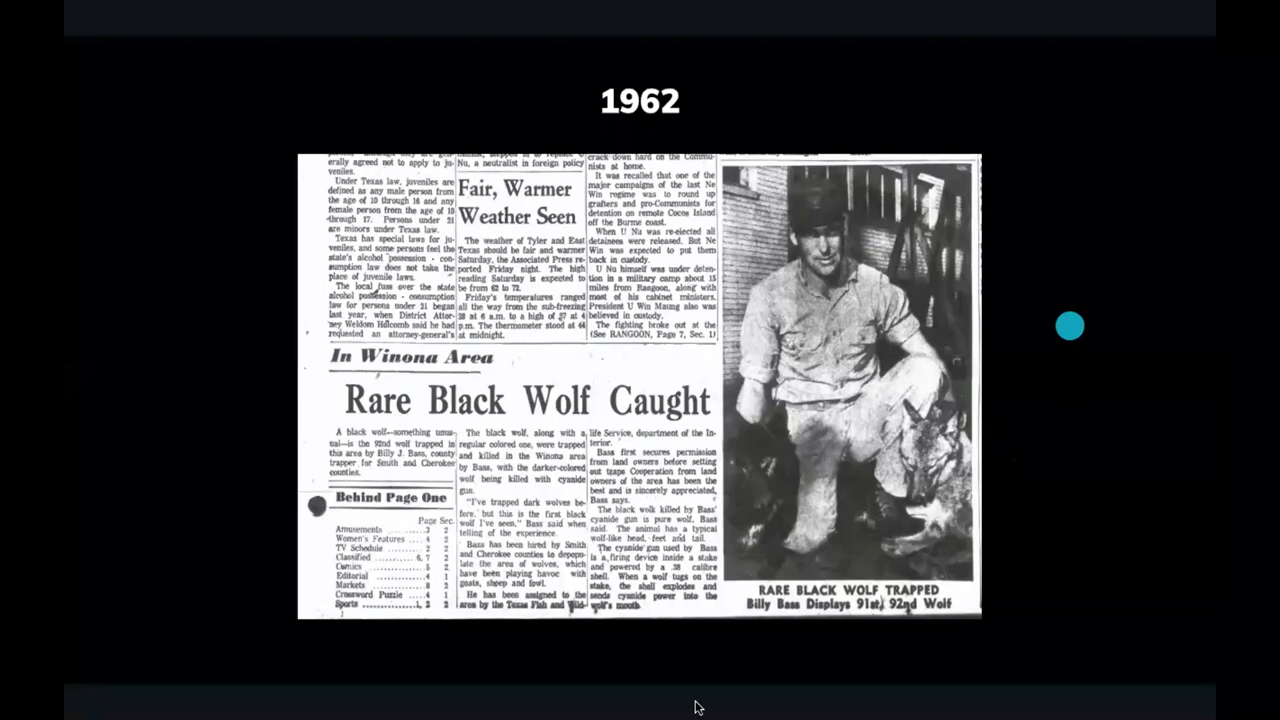 1962
erally agreed not to apply to ju-
veniles.
Under Texas law, juveniles are
defined as any male person from
the age of 10 through 16 and any
female person from the age of 10
through 17. Persons under 21
are minors under Texas law.
Texas has special laws for ju-
veniles, and some persons feel the
state's alcohol possession - con-
sumption law does not take the
place of juvenile laws.
The local fuss over the state
alcohol possession - consumption
law for persons under 21 began
last year, when District Attor-
ney Weldon Holcomb said he had
requested an attorney-general's
Nu, a neutralist in foreign policy
Fair, Warmer
Weather Seen
The weather of Tyler and East
Texas should be fair and warmer
Saturday, the Associated Press re-
ported Friday night. The high
reading Saturday is expected to
be from 62 to 72.
Friday's temperatures ranged
all the way from the sub-freezing
28 at 6 a.m. to a high of 57 at 4
p.m. The thermometer stood at 44
at midnight.
crack down hard on the Commu-
nists at home.
It was recalled that one of the
major campaigns of the last Ne
Win regime was to round up
grafters and pro-Communists for
detention on remote Cocos Island
off the Burma coast.
When U Nu was re-elected all
detainees were released. But Ne
Win was expected to put them
back in custody.
U Nu himself was under deten-
tion in a military camp about 15
miles from Rangoon, along with
most of his cabinet ministers.
President U Win Maung also was
believed in custody.
The fighting broke out at the
(See RANGOON, Page 7, Sec. 1)
In Winona Area
Rare Black Wolf Caught
A black wolf—something unus-
ual—is the 92nd wolf trapped in
this area by Billy J. Bass, county
trapper for Smith and Cherokee
counties.
Behind Page One
Page Sec.
Amusements 3 2
Women's Features 4 2
TV Schedule 2 2
Classified 6, 7 2
Comics 5 2
Editorial 4 1
Markets 8 2
Crossword Puzzle 4 1
Sports 1, 2 2
The black wolf, along with a
regular colored one, were trapped
and killed in the Winona area
by Bass, with the darker-colored
wolf being killed with cyanide
gun.
"I've trapped dark wolves be-
fore, but this is the first black
wolf I've seen," Bass said when
telling of the experience.
Bass has been hired by Smith
and Cherokee counties to depopu-
late the area of wolves, which
have been playing havoc with
goats, sheep and fowl.
He has been assigned to the
area by the Texas Fish and Wild-
life Service, department of the In-
terior.
Bass first secures permission
from land owners before setting
out traps Cooperation from land
owners of the area has been the
best and is sincerely appreciated,
Bass says.
The black wolk killed by Bass'
cyanide gun is pure wolf, Bass
said. The animal has a typical
wolf-like head, feet and tail.
The cyanide gun used by Bass
is a firing device inside a stake
and powered by a .38 calibre
shell. When a wolf tugs on the
stake, the shell explodes and
sends cyanide power into the
wolf's mouth.
RARE BLACK WOLF TRAPPED
Billy Bass Displays 91st, 92nd Wolf